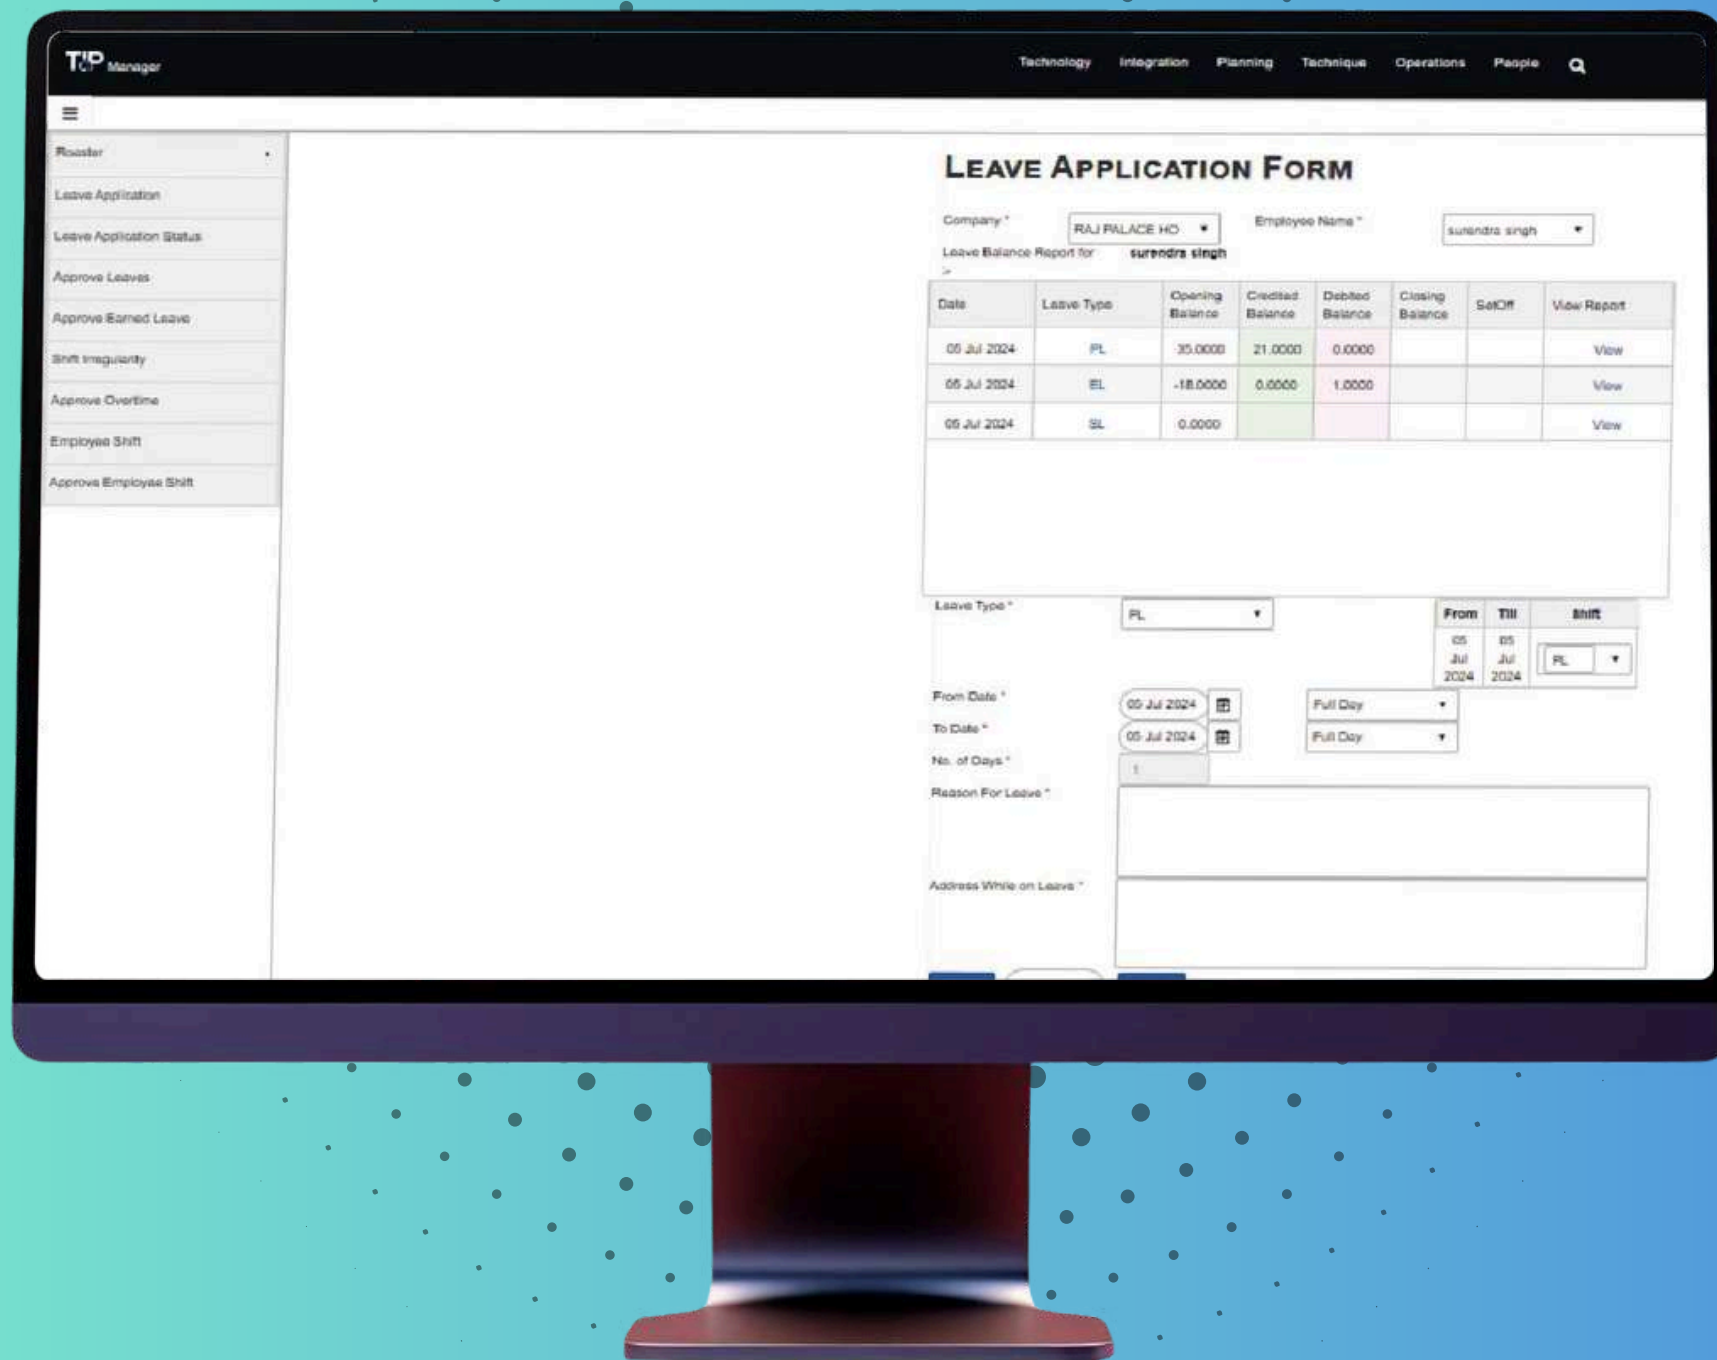 TUP Manager
Technology Integration Planning Technique Operations People
Roaster
Leave Application
Leave Application Status
Approve Leaves
Approve Earned Leave
Shift Irregularity
Approve Overtime
Employee Shift
Approve Employee Shift
LEAVE APPLICATION FORM
Company * RAJ PALACE HO Employee Name * surendra singh
Leave Balance Report for surendra singh
:-
Date Leave Type Opening Balance Credited Balance Debited Balance Closing Balance SetOff View Report
05 Jul 2024 PL 35.0000 21.0000 0.0000 View
05 Jul 2024 EL -18.0000 0.0000 1.0000 View
05 Jul 2024 SL 0.0000 View
Leave Type * PL
From Till Shift
05 Jul 2024 05 Jul 2024 PL
From Date * 05 Jul 2024 Full Day
To Date * 05 Jul 2024 Full Day
No. of Days * 1
Reason For Leave *
Address While on Leave *